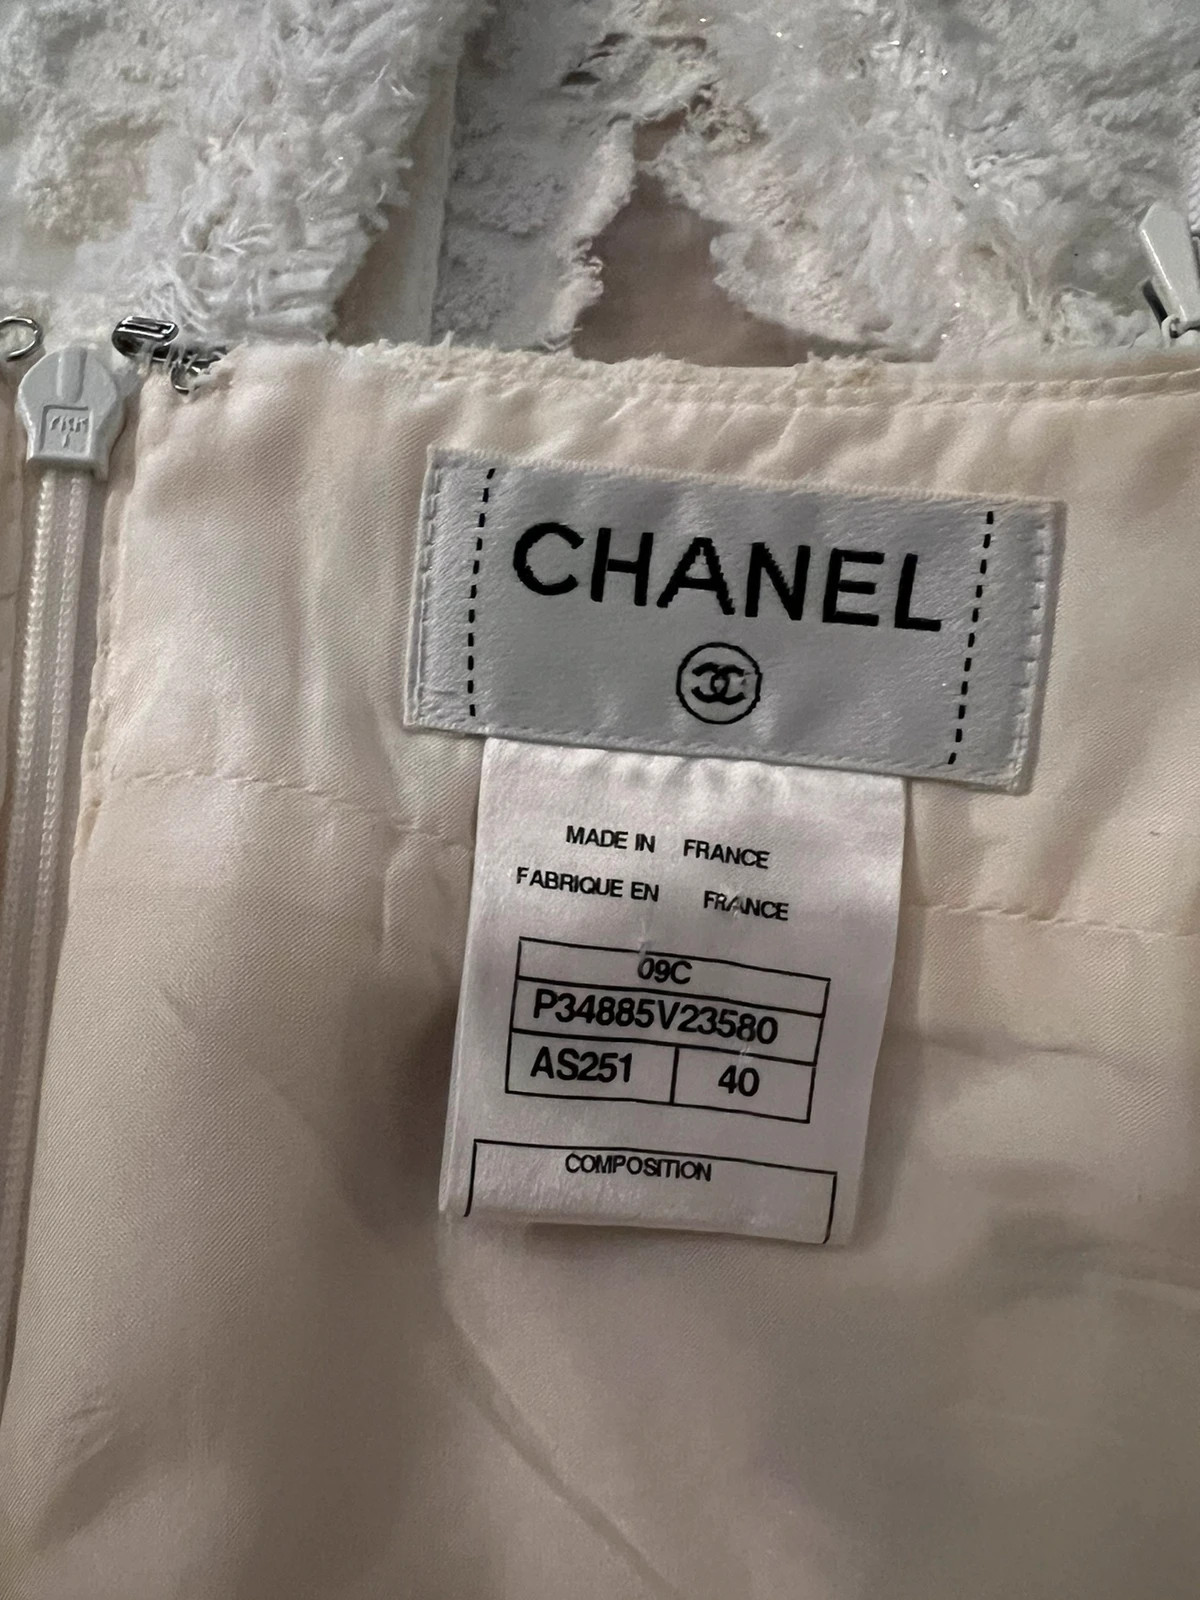 CHANEL
MADE IN FRANCE
FABRIQUE EN FRANCE
09C
P34885V23580
AS251 40
COMPOSITION